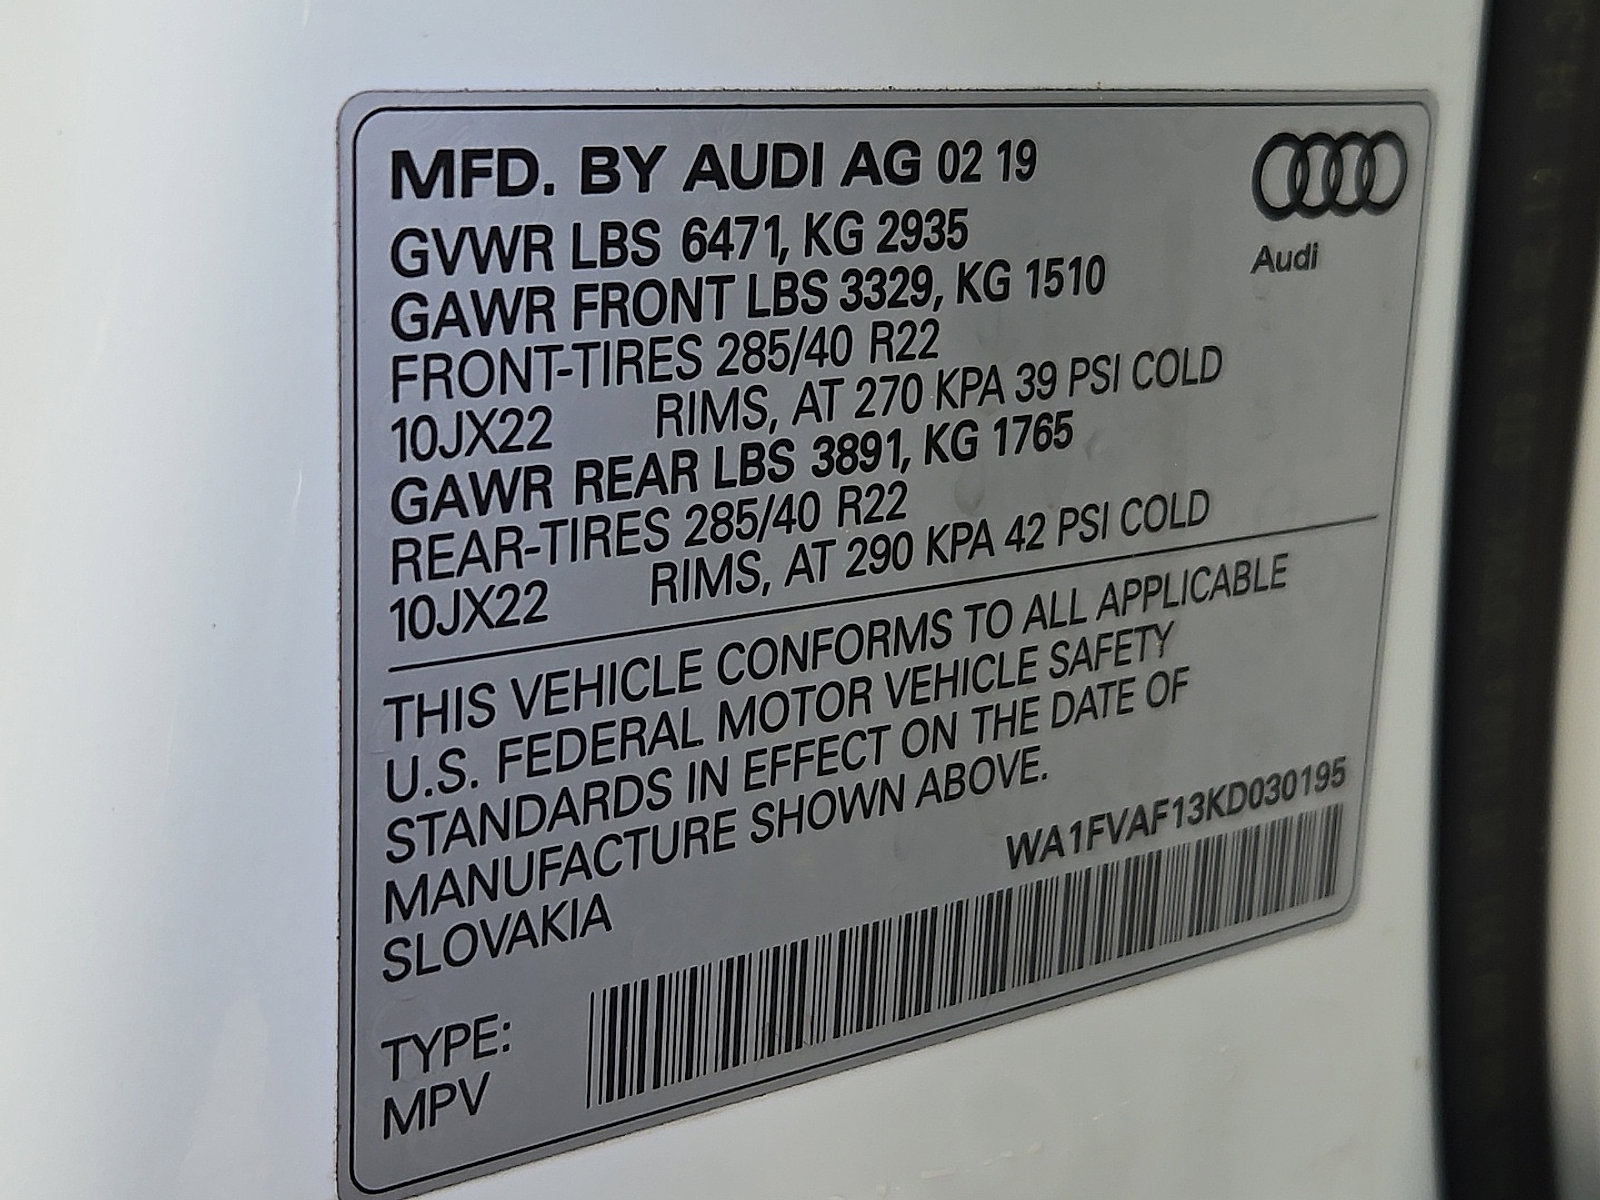 MFD. BY AUDI AG 02 19
Audi
GVWR LBS 6471, KG 2935
GAWR FRONT LBS 3329, KG 1510
FRONT-TIRES 285/40 R22
10JX22 RIMS, AT 270 KPA 39 PSI COLD
GAWR REAR LBS 3891, KG 1765
REAR-TIRES 285/40 R22
10JX22 RIMS, AT 290 KPA 42 PSI COLD
THIS VEHICLE CONFORMS TO ALL APPLICABLE
U.S. FEDERAL MOTOR VEHICLE SAFETY
STANDARDS IN EFFECT ON THE DATE OF
MANUFACTURE SHOWN ABOVE.
SLOVAKIA
WA1FVAF13KD030195
TYPE:
MPV